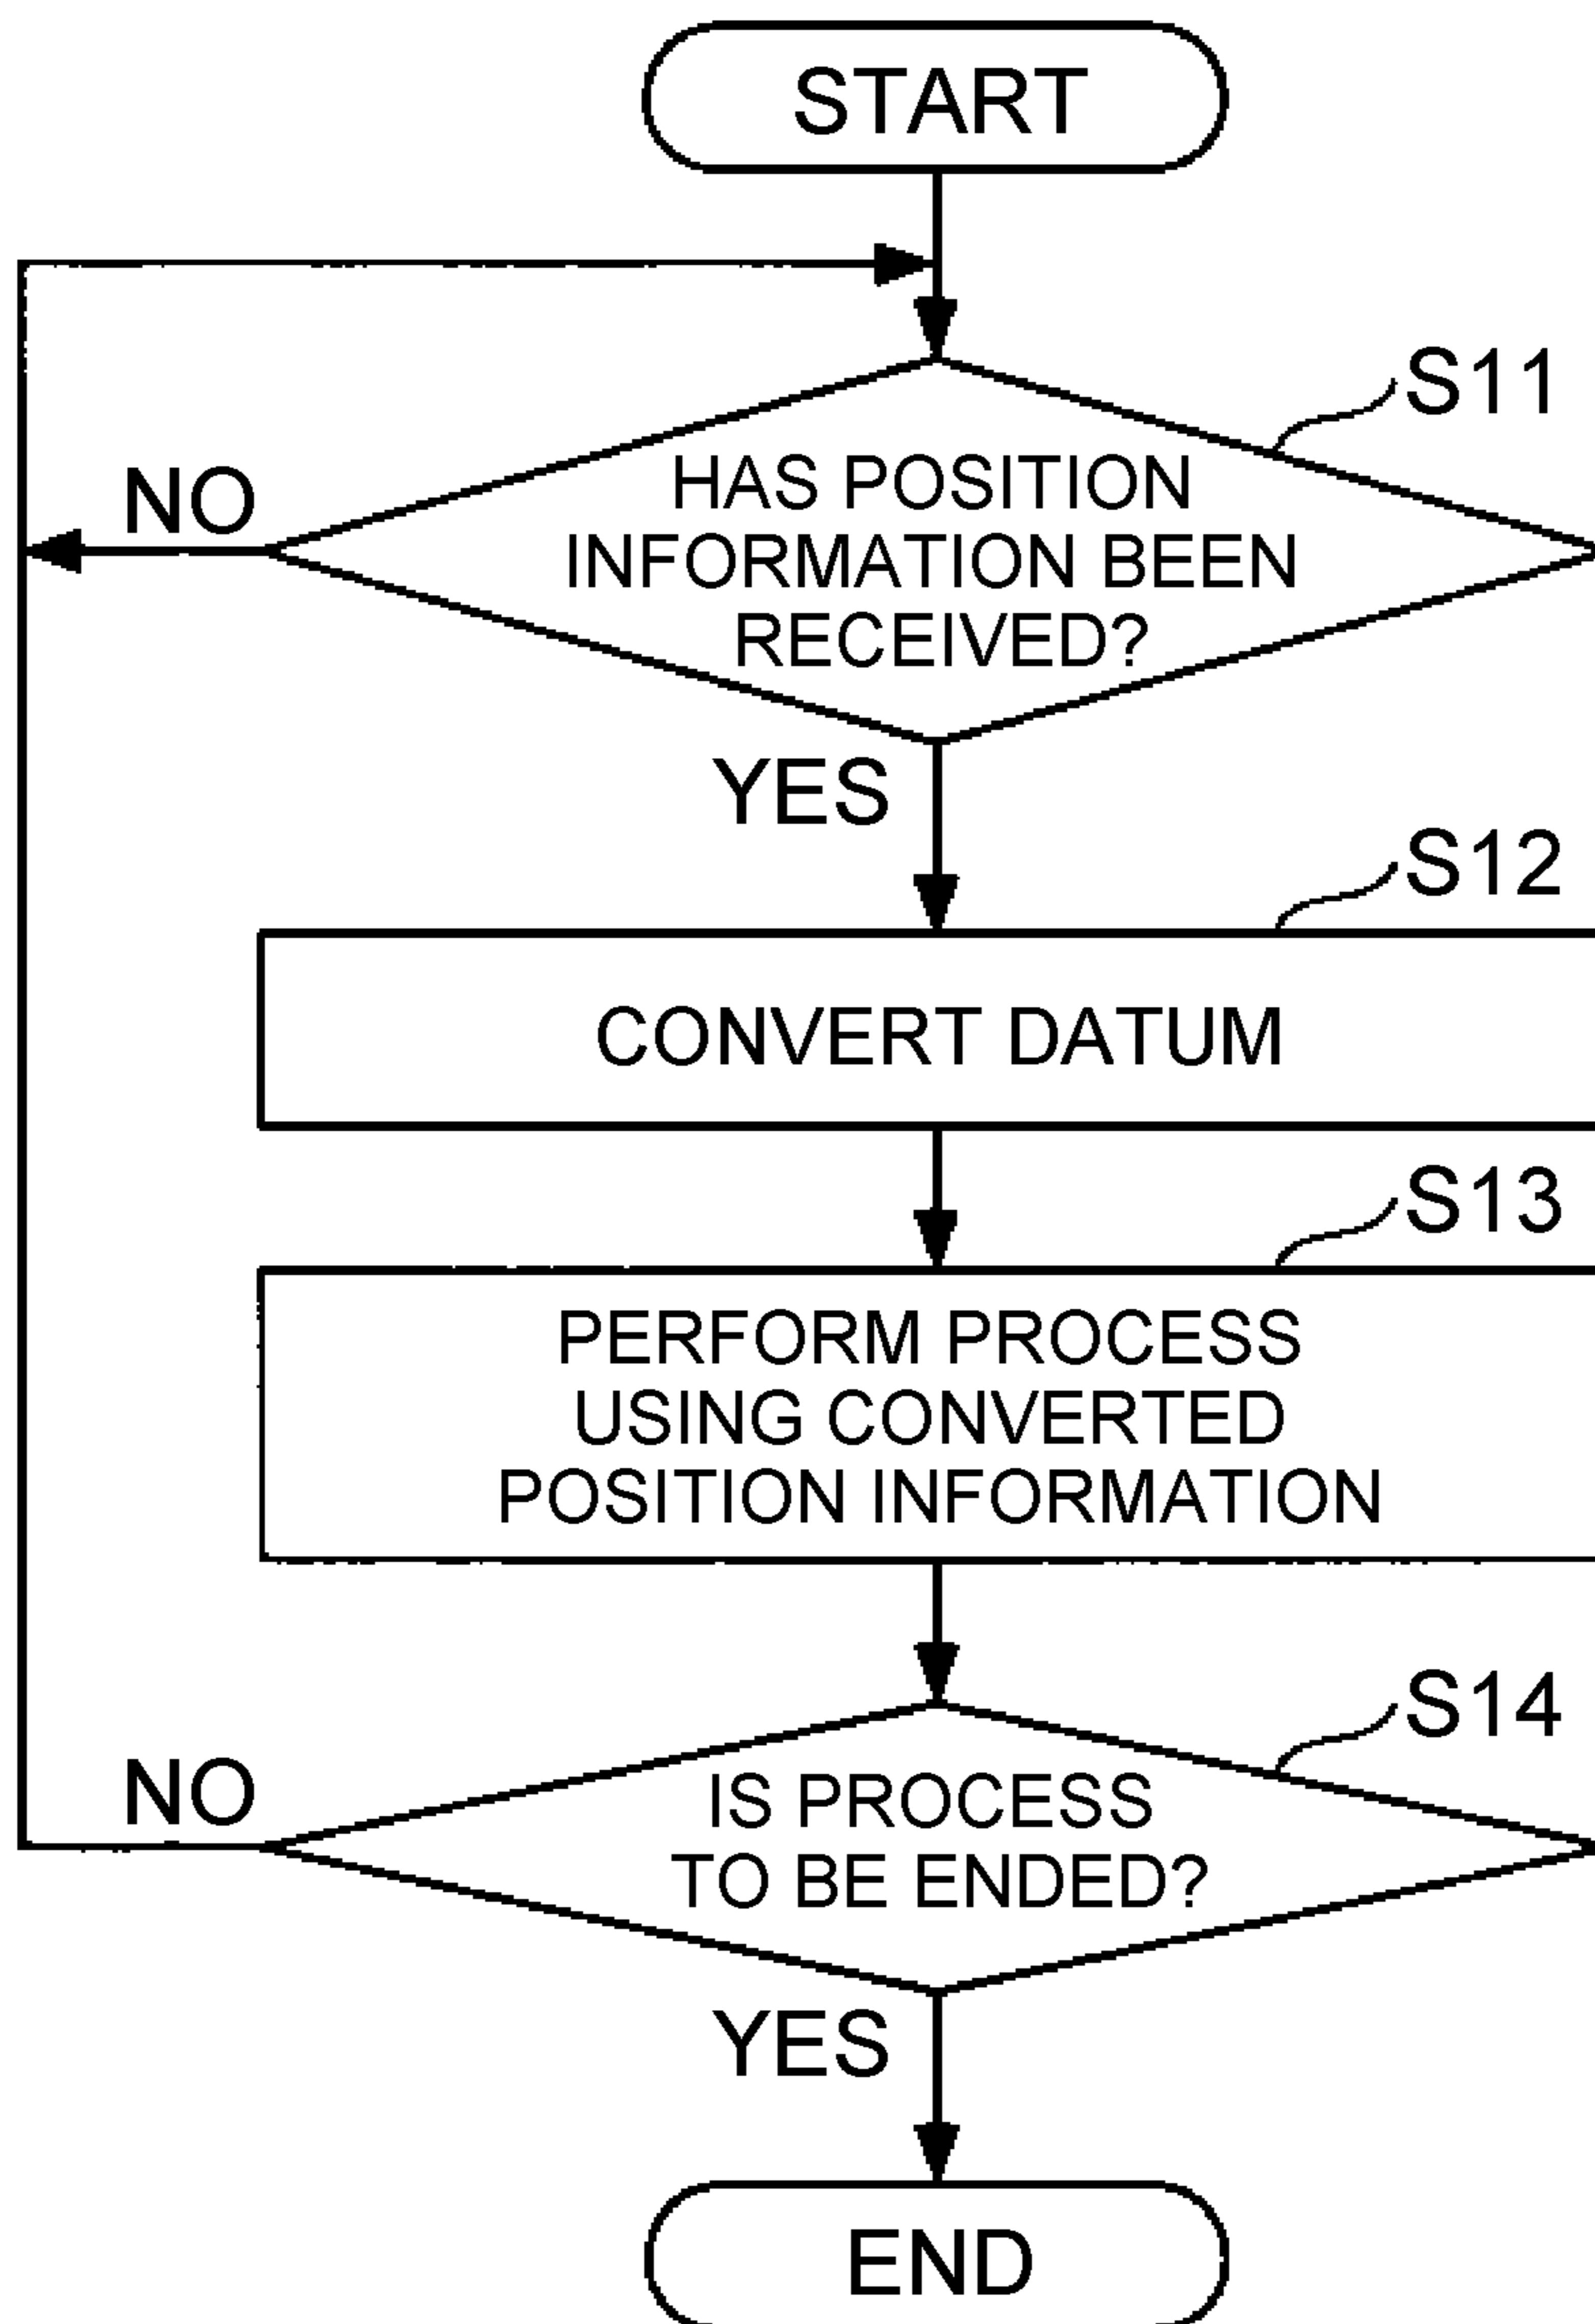 START
S11
NO
HAS POSITION
INFORMATION BEEN
RECEIVED?
YES
S12
CONVERT DATUM
S13
PERFORM PROCESS
USING CONVERTED
POSITION INFORMATION
S14
NO
IS PROCESS
TO BE ENDED?
YES
END